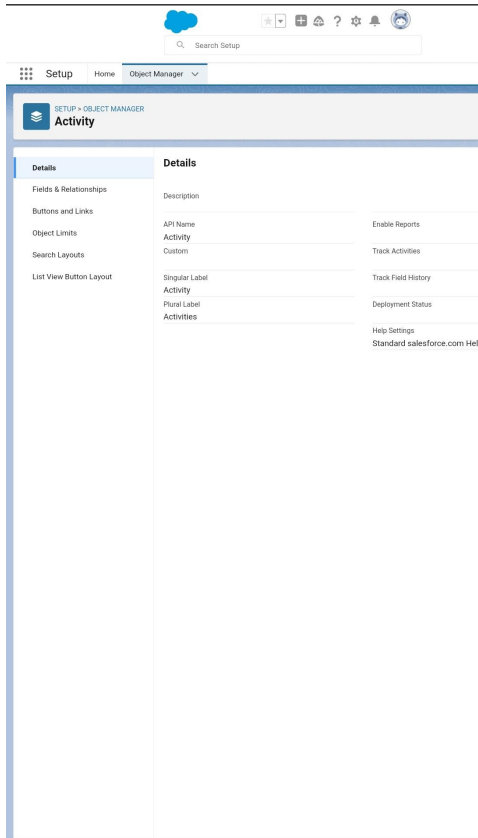 Search Setup
Setup
Home
Object Manager
SETUP > OBJECT MANAGER
Activity
Details
Fields & Relationships
Buttons and Links
Object Limits
Search Layouts
List View Button Layout
Details
Description
API Name
Activity
Custom
Singular Label
Activity
Plural Label
Activities
Enable Reports
Track Activities
Track Field History
Deployment Status
Help Settings
Standard salesforce.com Hel